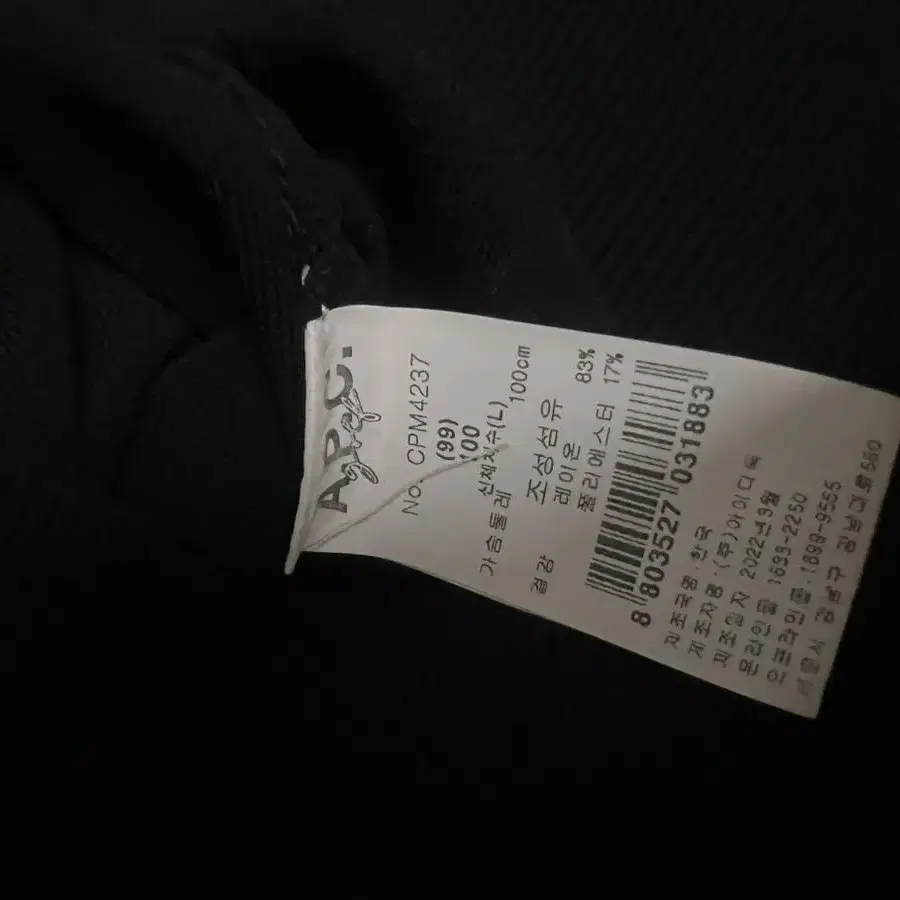 A.P.C.
golf
No. CPM4237
(99)
100
신체치수(L)
가슴둘레 100cm
조성섬유
겉감 레이온 83%
폴리에스터 17%
8 803527 031883
제조국명 : 한국
제조자명 : (주)아이디룩
제조일자 2022년9월
온라인몰 1699-2250
오프라인몰 : 1899-9555
서울시 강남구 강남대로560